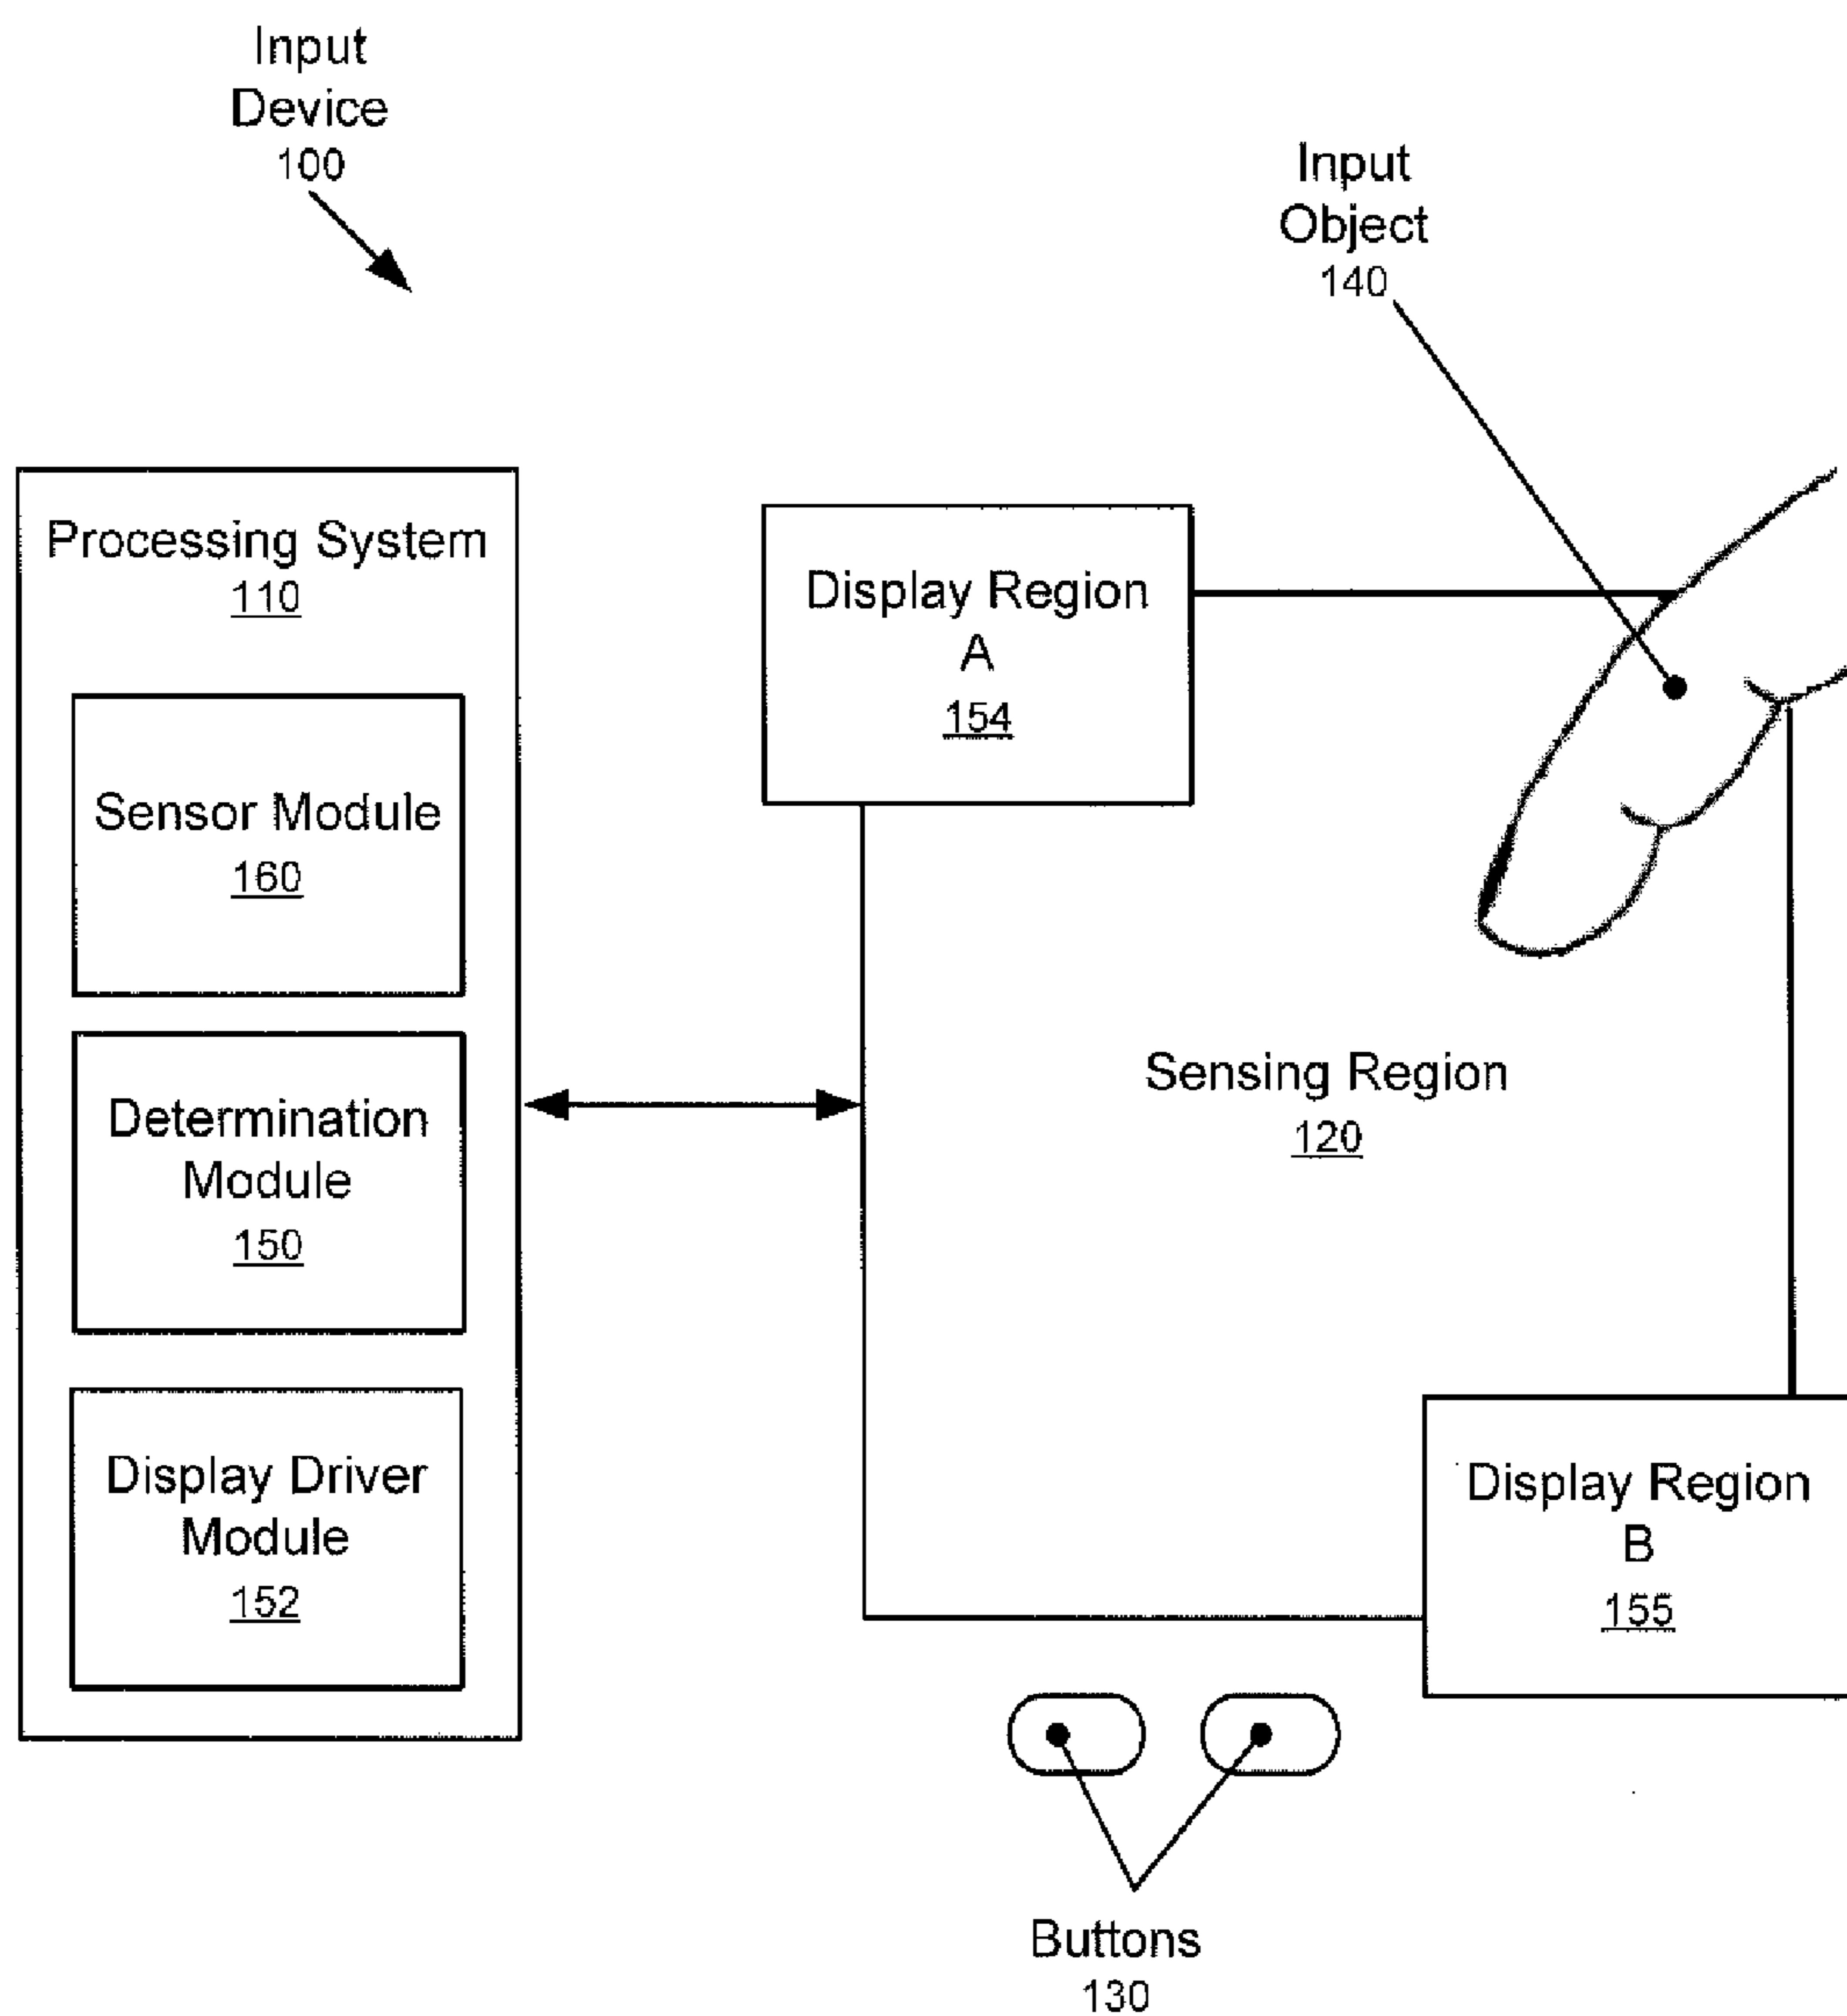 Input
Device
100
Input
Object
140
Processing System
110
Sensor Module
160
Determination
Module
150
Display Driver
Module
152
Display Region
A
154
Sensing Region
120
Display Region
B
155
Buttons
130